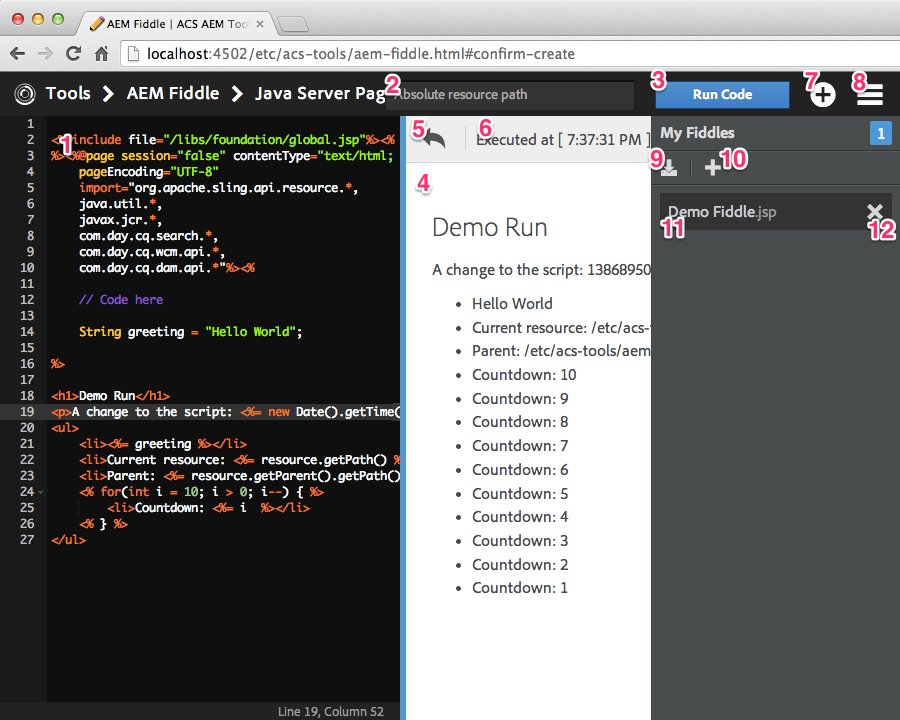 AEM Fiddle | ACS AEM Too
localhost:4502/etc/acs-tools/aem-fiddle.html#confirm-create
Tools > AEM Fiddle > Java Server Pag
2
Absolute resource path
3
Run Code
7
8
1
2 <%@include file="/libs/foundation/global.jsp"%><%
1
3 %><%@page session="false" contentType="text/html;
4 pageEncoding="UTF-8"
5 import="org.apache.sling.api.resource.*,
6 java.util.*,
7 javax.jcr.*,
8 com.day.cq.search.*,
9 com.day.cq.wcm.api.*,
10 com.day.cq.dam.api.*"%><%
11
12 // Code here
13
14 String greeting = "Hello World";
15
16 %>
17
18 <h1>Demo Run</h1>
19 <p>A change to the script: <%= new Date().getTime(
20 <ul>
21 <li><%= greeting %></li>
22 <li>Current resource: <%= resource.getPath() %
23 <li>Parent: <%= resource.getParent().getPath()
24 <% for(int i = 10; i > 0; i--) { %>
25 <li>Countdown: <%= i %></li>
26 <% } %>
27 </ul>
Line 19, Column 52
5
6
Executed at [ 7:37:31 PM ]
4
Demo Run
A change to the script: 13868950
• Hello World
• Current resource: /etc/acs-
• Parent: /etc/acs-tools/aem
• Countdown: 10
• Countdown: 9
• Countdown: 8
• Countdown: 7
• Countdown: 6
• Countdown: 5
• Countdown: 4
• Countdown: 3
• Countdown: 2
• Countdown: 1
My Fiddles
1
9
10
Demo Fiddle.jsp
11
12